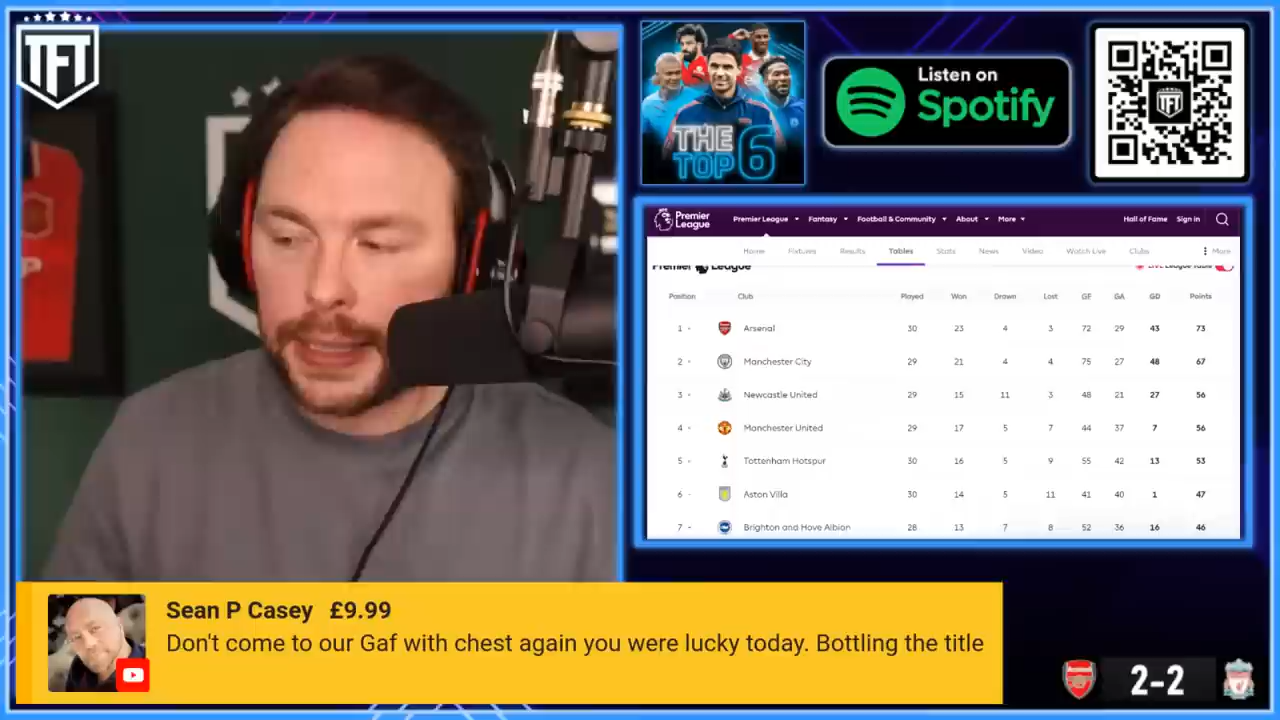 TFT
THE
TOP 6
Listen on
Spotify
TFT
Premier
League
Premier League
Fantasy
Football & Community
About
More
Hall of Fame
Sign in
Home
Fixtures
Results
Tables
Stats
News
Video
Watch Live
Clubs
More
Premier League
LIVE League Table
Position Club Played Won Drawn Lost GF GA GD Points
1 Arsenal 30 23 4 3 72 29 43 73
2 Manchester City 29 21 4 4 75 27 48 67
3 Newcastle United 29 15 11 3 48 21 27 56
4 Manchester United 29 17 5 7 44 37 7 56
5 Tottenham Hotspur 30 16 5 9 55 42 13 53
6 Aston Villa 30 14 5 11 41 40 1 47
7 Brighton and Hove Albion 28 13 7 8 52 36 16 46
Sean P Casey £9.99
Don't come to our Gaf with chest again you were lucky today. Bottling the title
2-2